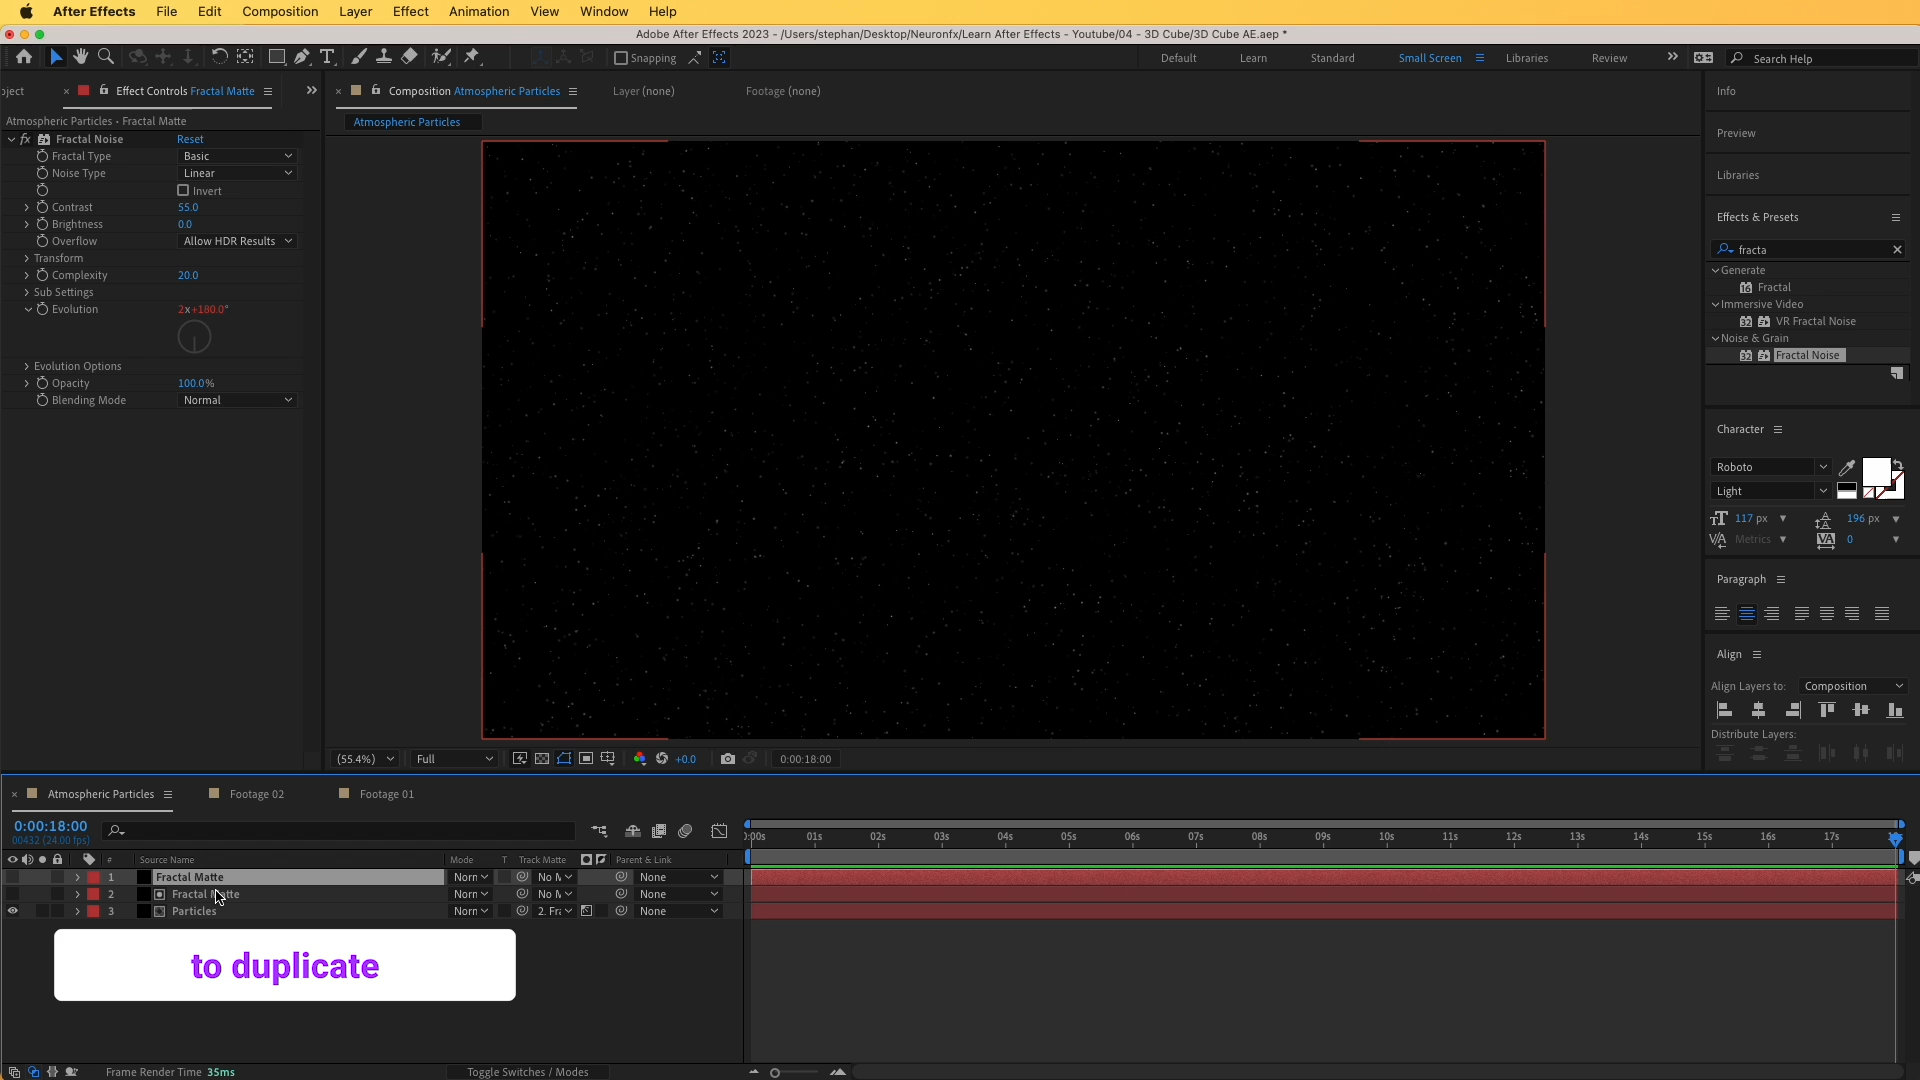 After Effects File Edit Composition Layer Effect Animation View Window Help
Adobe After Effects 2023 - /Users/stephan/Desktop/Neuronfx/Learn After Effects - Youtube/04 - 3D Cube/3D Cube AE.aep *
Snapping Default Learn Standard Small Screen Libraries Review Search Help
Effect Controls Fractal Matte
Composition Atmospheric Particles Layer (none) Footage (none)
Atmospheric Particles • Fractal Matte
Atmospheric Particles
Fractal Noise Reset
Fractal Type Basic
Noise Type Linear
Invert
Contrast 55.0
Brightness 0.0
Overflow Allow HDR Results
Transform
Complexity 20.0
Sub Settings
Evolution 2x+180.0°
Evolution Options
Opacity 100.0%
Blending Mode Normal
Info
Preview
Libraries
Effects & Presets
fracta
Generate
Fractal
Immersive Video
VR Fractal Noise
Noise & Grain
Fractal Noise
Character
Roboto
Light
117 px 196 px
Metrics 0
Paragraph
Align
Align Layers to: Composition
Distribute Layers:
(55.4%) Full +0.0 0:00:18:00
Atmospheric Particles Footage 02 Footage 01
0:00:18:00
00432 (24.00 fps)
01s 02s 03s 04s 05s 06s 07s 08s 09s 10s 11s 12s 13s 14s 15s 16s 17s
# Source Name Mode T Track Matte Parent & Link
1 Fractal Matte None
2 Fractal Matte None
3 Particles None
to duplicate
Frame Render Time 35ms Toggle Switches / Modes